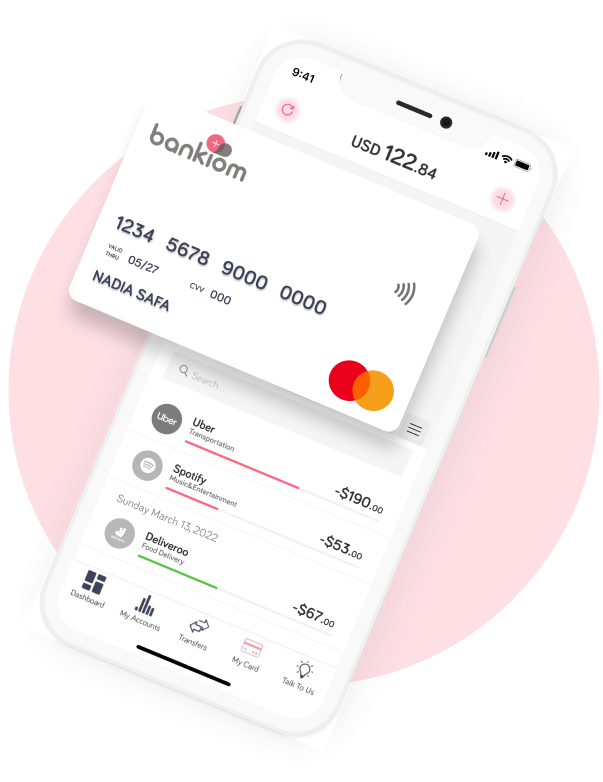 9:41
USD 122.84
bankiom
1234 5678 9000 0000
VALID
THRU 05/27 CVV 000
NADIA SAFA
Search...
Uber
Uber
Transportation
-$190.00
Spotify
Music&Entertainment
-$53.00
Sunday March 13, 2022
Deliveroo
Food Delivery
-$67.00
Dashboard
My Accounts
Transfers
My Card
Talk To Us